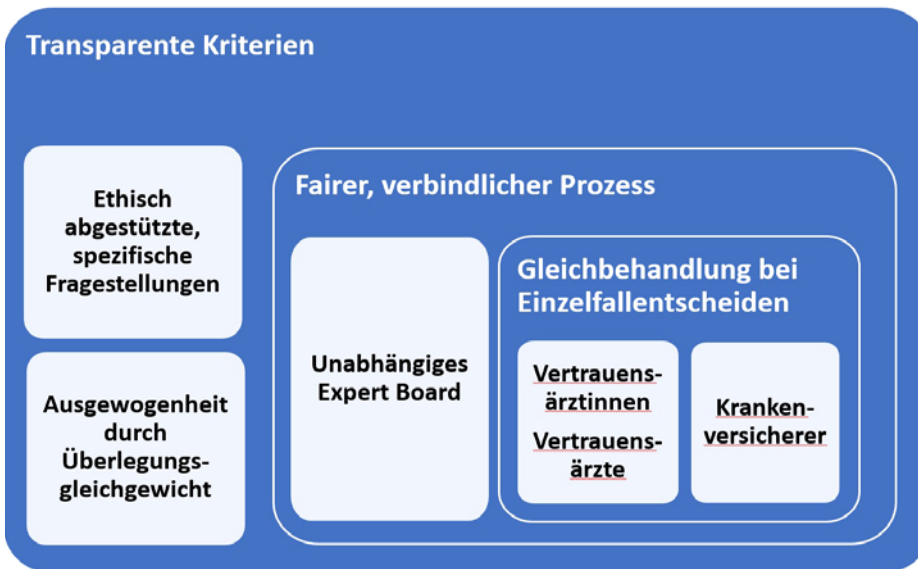 Transparente Kriterien
Ethisch
abgestützte,
spezifische
Fragestellungen
Ausgewogenheit
durch
Überlegungs-
gleichgewicht
Fairer, verbindlicher Prozess
Unabhängiges
Expert Board
Gleichbehandlung bei
Einzelfallentscheiden
Vertrauens-
ärztinnen
Vertrauens-
ärzte
Kranken-
versicherer